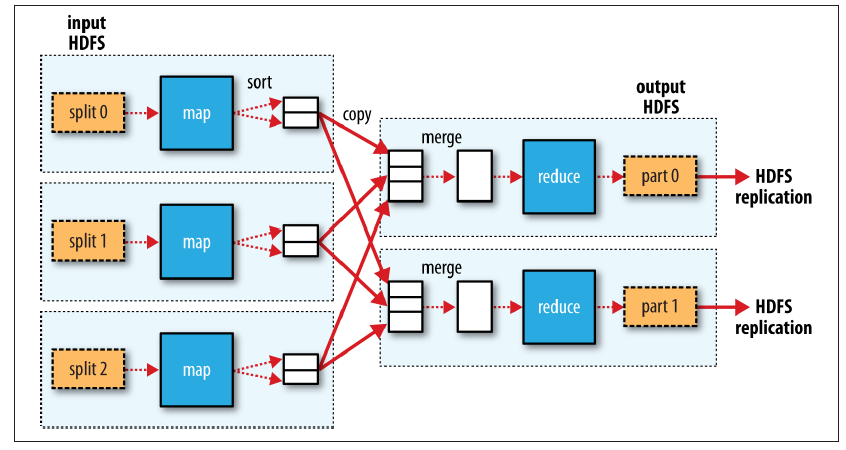 input
HDFS
split 0
map
sort
copy
split 1
map
split 2
map
output
HDFS
merge
reduce
part 0
HDFS
replication
merge
reduce
part 1
HDFS
replication